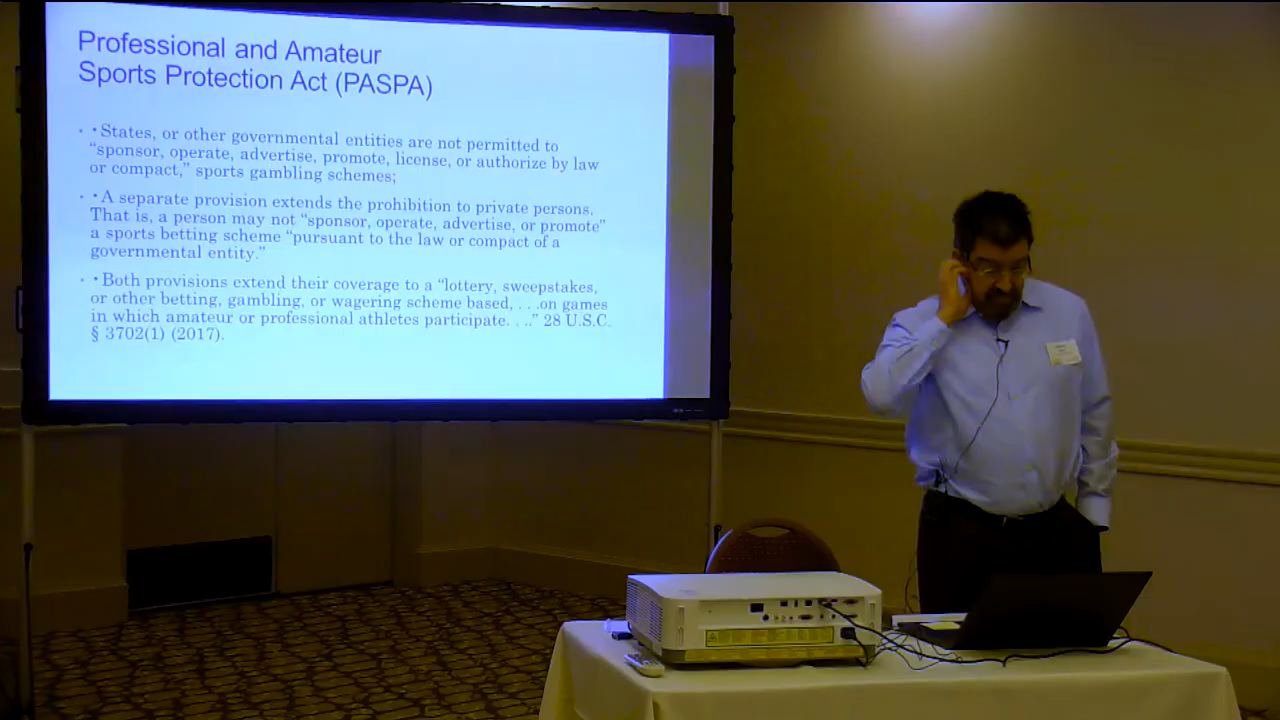 Professional and Amateur
Sports Protection Act (PASPA)
• •States, or other governmental entities are not permitted to
“sponsor, operate, advertise, promote, license, or authorize by law
or compact,” sports gambling schemes;
• •A separate provision extends the prohibition to private persons.
That is, a person may not “sponsor, operate, advertise, or promote”
a sports betting scheme “pursuant to the law or compact of a
governmental entity.”
• •Both provisions extend their coverage to a “lottery, sweepstakes,
or other betting, gambling, or wagering scheme based, . . .on games
in which amateur or professional athletes participate. . ..” 28 U.S.C.
§ 3702(1) (2017).